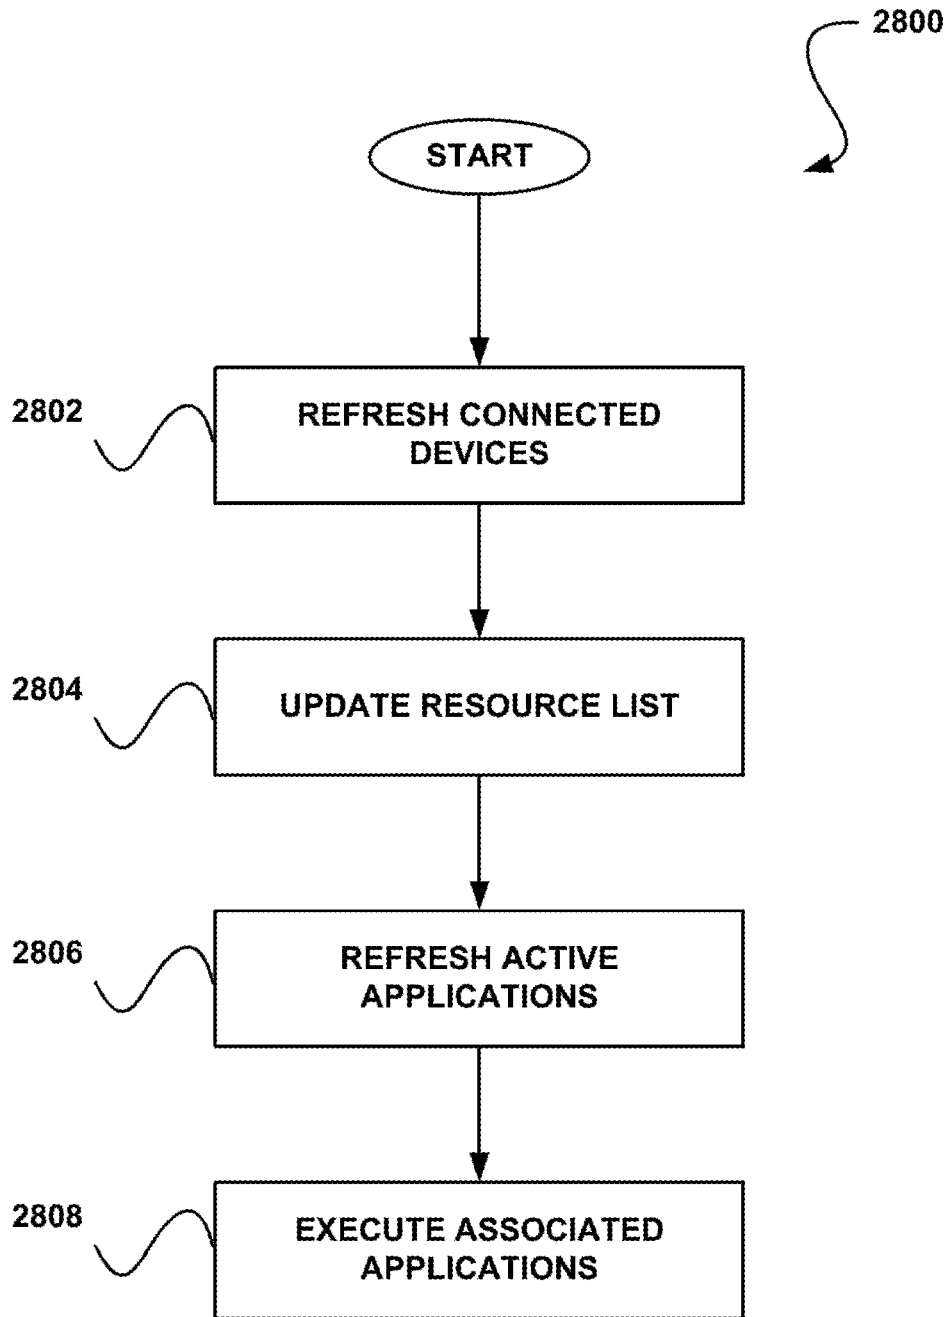 2800
START
2802
REFRESH CONNECTED
DEVICES
2804
UPDATE RESOURCE LIST
2806
REFRESH ACTIVE
APPLICATIONS
2808
EXECUTE ASSOCIATED
APPLICATIONS